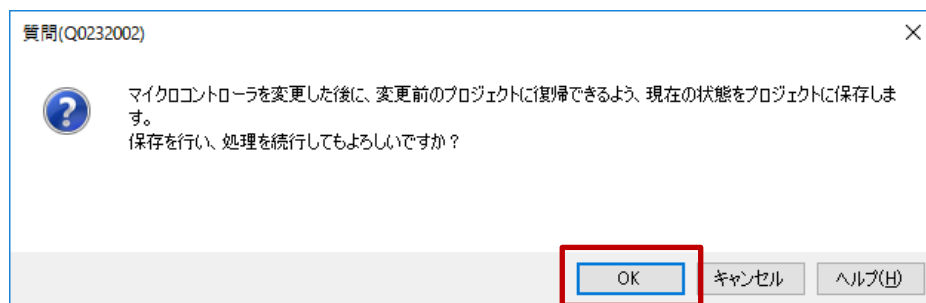 質問(Q0232002)
マイクロコントローラを変更した後に、変更前のプロジェクトに復帰できるよう、現在の状態をプロジェクトに保存しま
す。
保存を行い、処理を続行してもよろしいですか？
OK キャンセル ヘルプ(H)